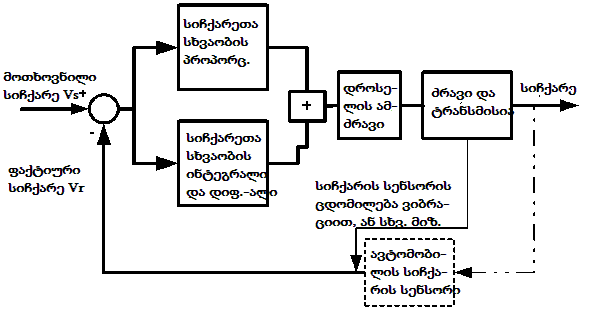 სიჩქარეთა
სხვაობის
პროპორც.
მოთხოვნილი
სიჩქარე Vs+
-
ფაქტიური
სიჩქარე Vr
სიჩქარეთა
სხვაობის
ინტეგრალი
და დიფ.-ალი
+
დროსე-
ლის ამ-
ძრავი
ძრავი და
ტრანსმისია
სიჩქარე
სიჩქარის სენსორის
ცდომილება ვიბრა-
ციით, ან სხვ. მიზ.
ავტომობი-
ლის სიჩქა-
რის სენსორი